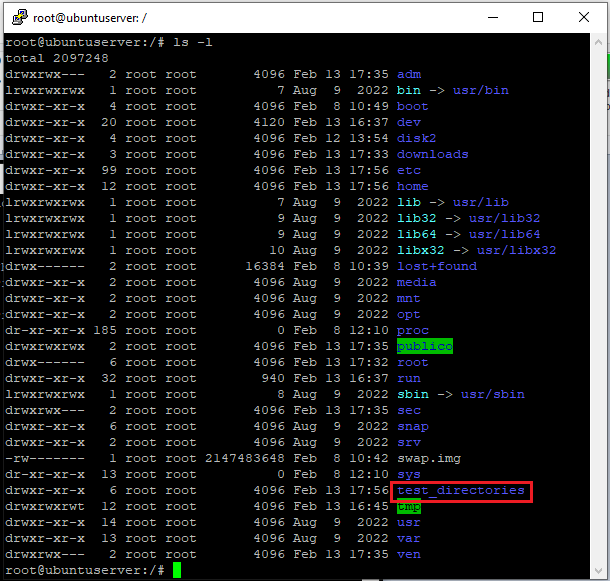 root@ubuntuserver: /
root@ubuntuserver:/# ls -l
total 2097248
drwxrwx---   2 root root       4096 Feb 13 17:35 adm
lrwxrwxrwx   1 root root          7 Aug  9  2022 bin -> usr/bin
drwxr-xr-x   4 root root       4096 Feb  8 10:49 boot
drwxr-xr-x  20 root root       4120 Feb 13 16:37 dev
drwxr-xr-x   4 root root       4096 Feb 12 13:54 disk2
drwxr-xr-x   3 root root       4096 Feb 13 17:33 downloads
drwxr-xr-x  99 root root       4096 Feb 13 17:56 etc
drwxr-xr-x  12 root root       4096 Feb 13 17:56 home
lrwxrwxrwx   1 root root          7 Aug  9  2022 lib -> usr/lib
lrwxrwxrwx   1 root root          9 Aug  9  2022 lib32 -> usr/lib32
lrwxrwxrwx   1 root root          9 Aug  9  2022 lib64 -> usr/lib64
lrwxrwxrwx   1 root root         10 Aug  9  2022 libx32 -> usr/libx32
drwx------   2 root root      16384 Feb  8 10:39 lost+found
drwxr-xr-x   2 root root       4096 Aug  9  2022 media
drwxr-xr-x   2 root root       4096 Aug  9  2022 mnt
drwxr-xr-x   2 root root       4096 Aug  9  2022 opt
dr-xr-xr-x 185 root root          0 Feb  8 12:10 proc
drwxrwxrwx   2 root root       4096 Feb 13 17:35 publico
drwx------   6 root root       4096 Feb 13 17:32 root
drwxr-xr-x  32 root root        940 Feb 13 16:37 run
lrwxrwxrwx   1 root root          8 Aug  9  2022 sbin -> usr/sbin
drwxrwx---   2 root root       4096 Feb 13 17:35 sec
drwxr-xr-x   6 root root       4096 Aug  9  2022 snap
drwxr-xr-x   2 root root       4096 Aug  9  2022 srv
-rw-------   1 root root 2147483648 Feb  8 10:42 swap.img
dr-xr-xr-x  13 root root          0 Feb  8 12:10 sys
drwxr-xr-x   6 root root       4096 Feb 13 17:56 test_directories
drwxrwxrwt  12 root root       4096 Feb 13 16:45 tmp
drwxr-xr-x  14 root root       4096 Aug  9  2022 usr
drwxr-xr-x  13 root root       4096 Aug  9  2022 var
drwxrwx---   2 root root       4096 Feb 13 17:35 ven
root@ubuntuserver:/#